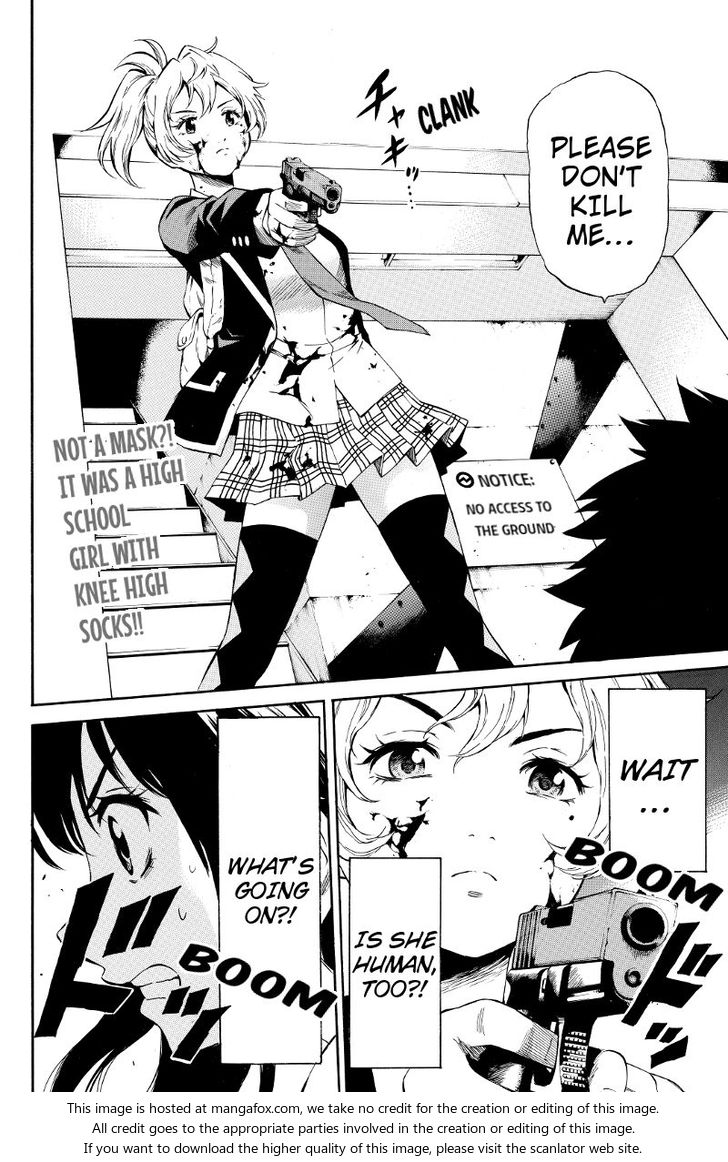 チャキ…
CLANK
PLEASE
DON'T
KILL
ME...
NOT A MASK?!
IT WAS A HIGH
SCHOOL
GIRL WITH
KNEE HIGH
SOCKS!!
NOTICE:
NO ACCESS TO
THE GROUND
WAIT
...
BOOM
ドッ
IS SHE
HUMAN,
TOO?!
WHAT'S
GOING
ON?!
BOOM
ドドッ
This image is hosted at mangafox.com, we take no credit for the creation or editing of this image.
All credit goes to the appropriate parties involved in the creation or editing of this image.
If you want to download the higher quality of this image, please visit the scanlator web site.